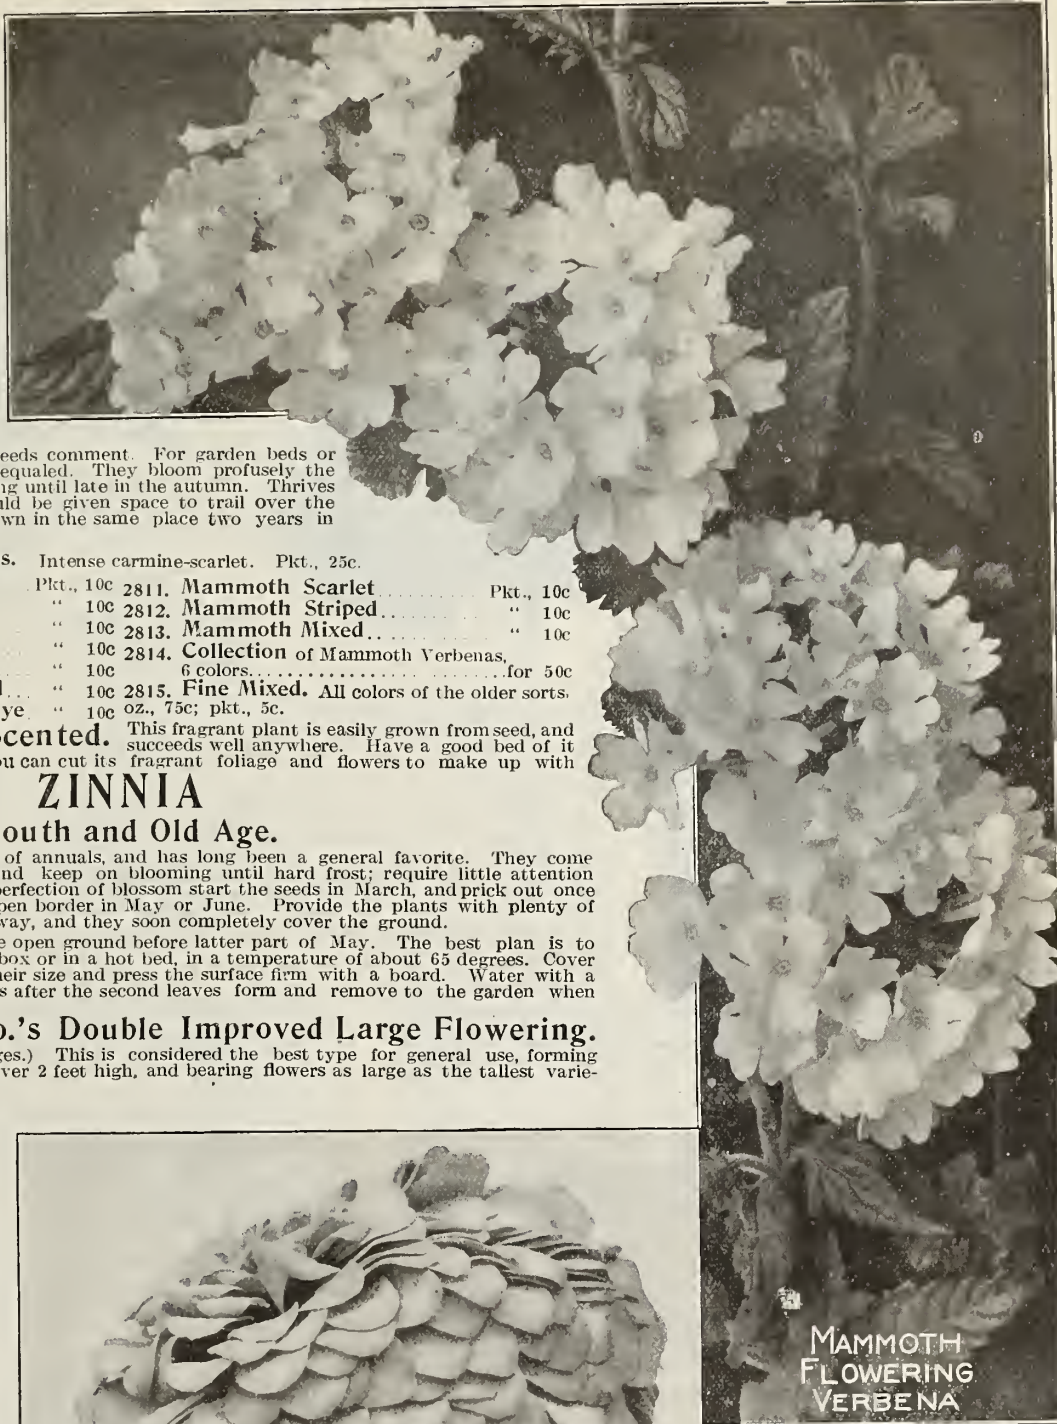 eeds comment. For garden beds or
equaled. They bloom profusely the
ng until late in the autumn. Thrives
uld be given space to trail over the
wn in the same place two years in
s. Intense carmine-scarlet. Pkt., 25c.
Pkt., 10c 2811. Mammoth Scarlet.......... Pkt., 10c
“ 10c 2812. Mammoth Striped.......... “ 10c
“ 10c 2813. Mammoth Mixed.......... “ 10c
“ 10c 2814. Collection of Mammoth Verbenas,
“ 10c 6 colors..........................for 50c
l... “ 10c 2815. Fine Mixed. All colors of the older sorts.
ye. “ 10c oz., 75c; pkt., 5c.
cented. This fragrant plant is easily grown from seed, and
succeeds well anywhere. Have a good bed of it
ou can cut its fragrant foliage and flowers to make up with
ZINNIA
outh and Old Age.
of annuals, and has long been a general favorite. They come
nd keep on blooming until hard frost; require little attention
erfection of blossom start the seeds in March, and prick out once
pen border in May or June. Provide the plants with plenty of
way, and they soon completely cover the ground.
e open ground before latter part of May. The best plan is to
box or in a hot bed, in a temperature of about 65 degrees. Cover
eir size and press the surface firm with a board. Water with a
s after the second leaves form and remove to the garden when
o.'s Double Improved Large Flowering.
ges.) This is considered the best type for general use, forming
ver 2 feet high, and bearing flowers as large as the tallest varie-
MAMMOTH
FLOWERING
VERBENA